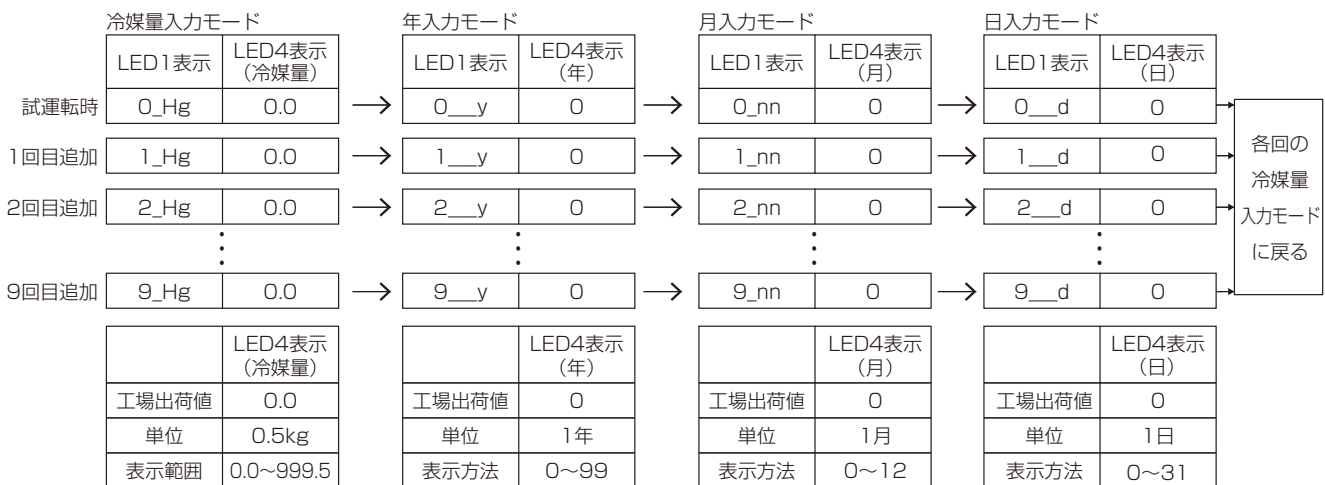 冷媒量入力モード 年入力モード 月入力モード 日入力モード
LED1表示 LED4表示（冷媒量） LED1表示 LED4表示（年） LED1表示 LED4表示（月） LED1表示 LED4表示（日）
試運転時 0_Hg 0.0 → 0__y 0 → 0_nn 0 → 0__d 0
1回目追加 1_Hg 0.0 → 1__y 0 → 1_nn 0 → 1__d 0
2回目追加 2_Hg 0.0 → 2__y 0 → 2_nn 0 → 2__d 0
9回目追加 9_Hg 0.0 → 9__y 0 → 9_nn 0 → 9__d 0
各回の
冷媒量
入力モード
に戻る
LED4表示（冷媒量） LED4表示（年） LED4表示（月） LED4表示（日）
工場出荷値 0.0 工場出荷値 0 工場出荷値 0 工場出荷値 0
単位 0.5kg 単位 1年 単位 1月 単位 1日
表示範囲 0.0～999.5 表示方法 0～99 表示方法 0～12 表示方法 0～31